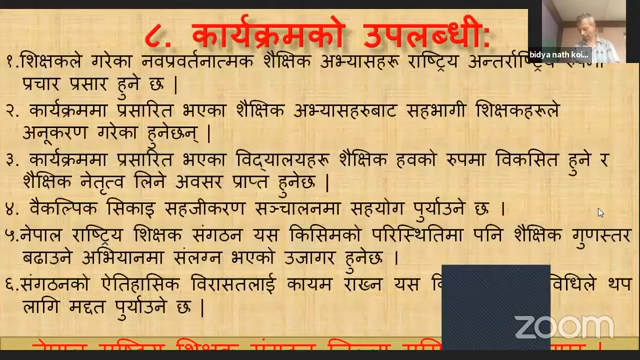 ८. कार्यक्रमको उपलब्धी:
bidya nath koi...
१.शिक्षकले गरेका नवप्रवर्तनात्मक शैक्षिक अभ्यासहरू राष्ट्रिय अन्तर्राष्ट्रिय
प्रचार प्रसार हुने छ |
२. कार्यक्रममा प्रसारित भएका शैक्षिक अभ्यासहरुबाट सहभागी शिक्षकहरूले
अनूकरण गरेका हुनेछन् |
३. कार्यक्रममा प्रसारित भएका विद्यालयहरू शैक्षिक हवको रुपमा विकसित हुने र
शैक्षिक नेतृत्व लिने अवसर प्राप्त हुनेछ |
४. वैकल्पिक सिकाइ सहजीकरण सञ्चालनमा सहयोग पुर्याउने छ ।
५.नेपाल राष्ट्रिय शिक्षक संगठन यस किसिमको परिस्थितिमा पनि शैक्षिक गुणस्तर
बढाउने अभियानमा संलग्न भएको उजागर हुनेछ ।
६.संगठनको ऐतिहासिक विरासतलाई कायम राख्न यस विधिले थप
लागि मद्दत पुर्याउने छ |
zoom